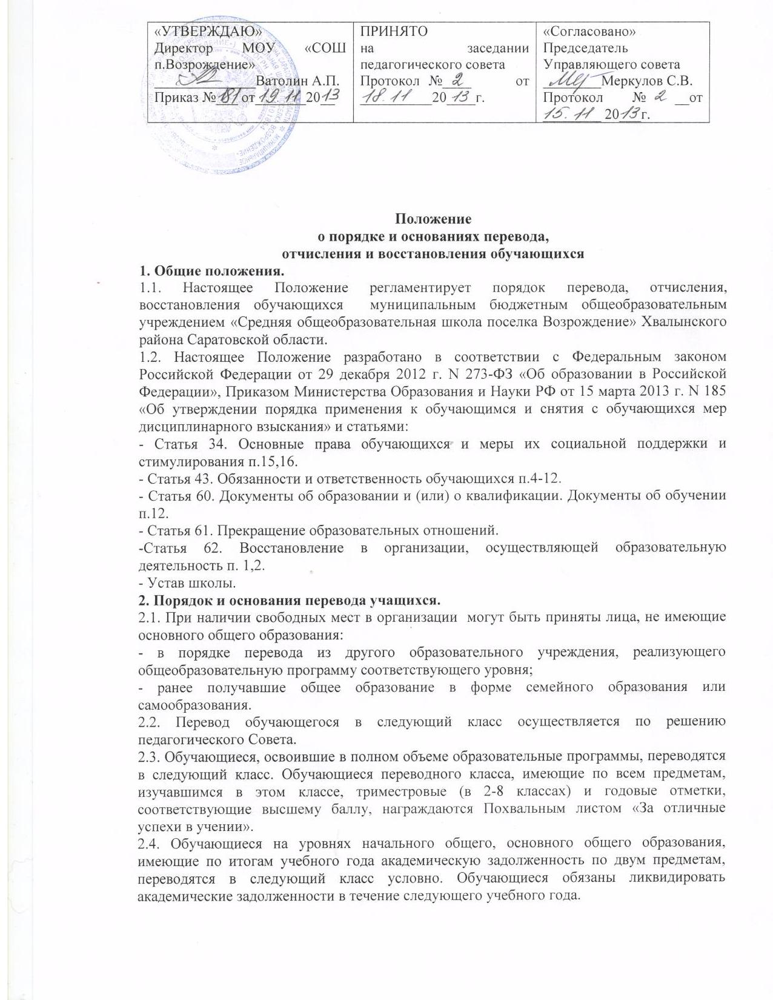 «УТВЕРЖДАЮ»
Директор МОУ «СОШ
п.Возрождение»
Ватолин А.П.
Приказ № 181 от 19.11 2013
ПРИНЯТО
на заседании
педагогического совета
Протокол № 2 от
18.11 2013 г.
«Согласовано»
Председатель
Управляющего совета
Меркулов С.В.
Протокол № 2 от
15.11 2013г.
Положение
о порядке и основаниях перевода,
отчисления и восстановления обучающихся
1. Общие положения.
1.1. Настоящее Положение регламентирует порядок перевода, отчисления,
восстановления обучающихся муниципальным бюджетным общеобразовательным
учреждением «Средняя общеобразовательная школа поселка Возрождение» Хвалынского
района Саратовской области.
1.2. Настоящее Положение разработано в соответствии с Федеральным законом
Российской Федерации от 29 декабря 2012 г. N 273-ФЗ «Об образовании в Российской
Федерации», Приказом Министерства Образования и Науки РФ от 15 марта 2013 г. N 185
«Об утверждении порядка применения к обучающимся и снятия с обучающихся мер
дисциплинарного взыскания» и статьями:
- Статья 34. Основные права обучающихся и меры их социальной поддержки и
стимулирования п.15,16.
- Статья 43. Обязанности и ответственность обучающихся п.4-12.
- Статья 60. Документы об образовании и (или) о квалификации. Документы об обучении
п.12.
- Статья 61. Прекращение образовательных отношений.
-Статья 62. Восстановление в организации, осуществляющей образовательную
деятельность п. 1,2.
- Устав школы.
2. Порядок и основания перевода учащихся.
2.1. При наличии свободных мест в организации могут быть приняты лица, не имеющие
основного общего образования:
- в порядке перевода из другого образовательного учреждения, реализующего
общеобразовательную программу соответствующего уровня;
- ранее получавшие общее образование в форме семейного образования или
самообразования.
2.2. Перевод обучающегося в следующий класс осуществляется по решению
педагогического Совета.
2.3. Обучающиеся, освоившие в полном объеме образовательные программы, переводятся
в следующий класс. Обучающиеся переводного класса, имеющие по всем предметам,
изучавшимся в этом классе, триместровые (в 2-8 классах) и годовые отметки,
соответствующие высшему баллу, награждаются Похвальным листом «За отличные
успехи в учении».
2.4. Обучающиеся на уровнях начального общего, основного общего образования,
имеющие по итогам учебного года академическую задолженность по двум предметам,
переводятся в следующий класс условно. Обучающиеся обязаны ликвидировать
академические задолженности в течение следующего учебного года.